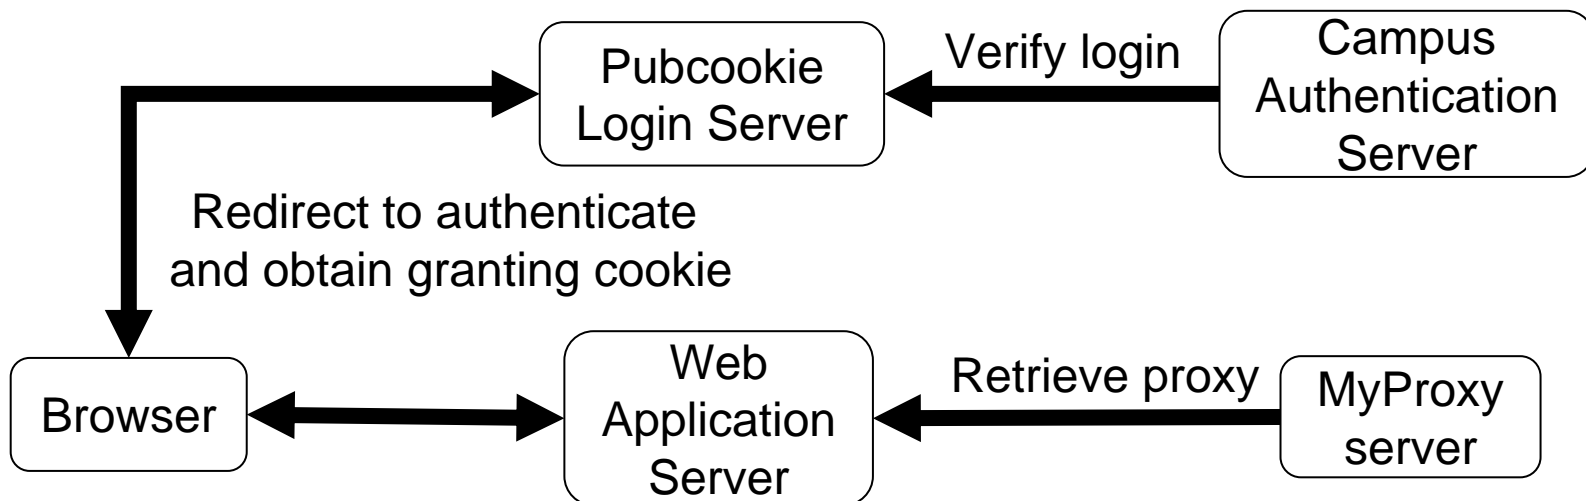 Pubcookie
Login Server
Verify login
Campus
Authentication
Server
Redirect to authenticate
and obtain granting cookie
Browser
Web
Application
Server
Retrieve proxy
MyProxy
server